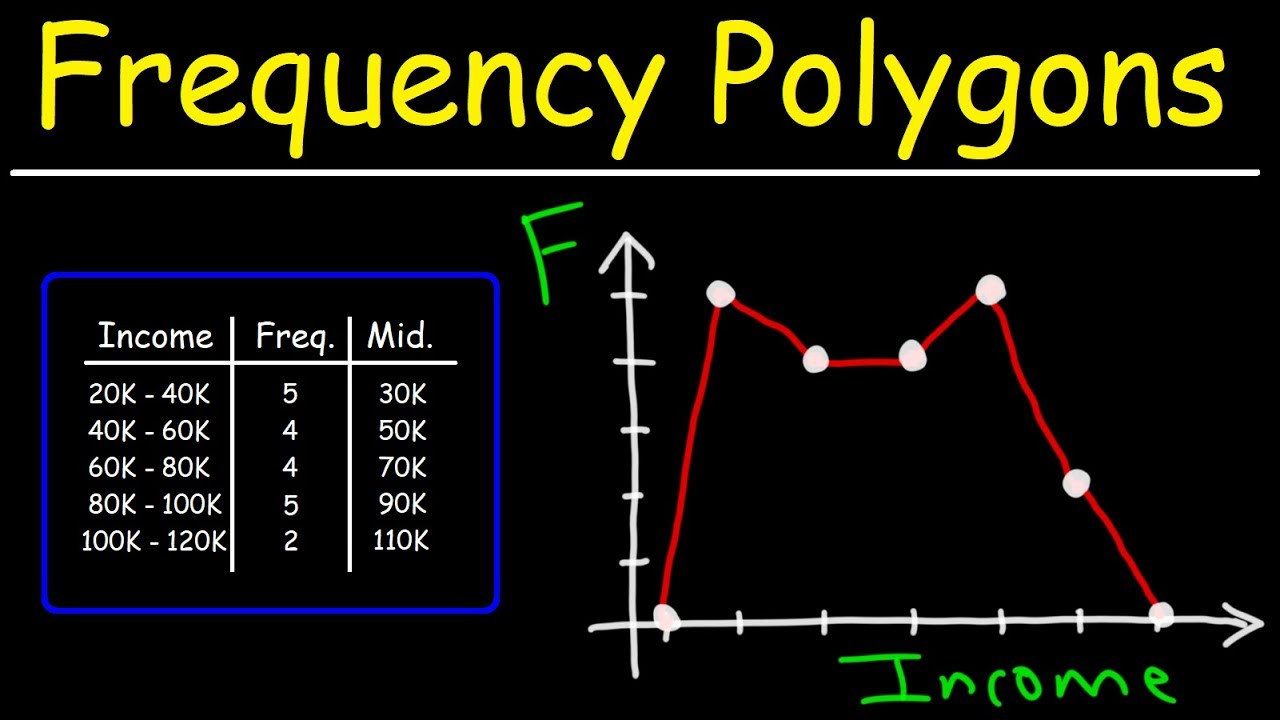 Frequency Polygons
F
Income Freq. Mid.
20K - 40K 5 30K
40K - 60K 4 50K
60K - 80K 4 70K
80K - 100K 5 90K
100K - 120K 2 110K
Income